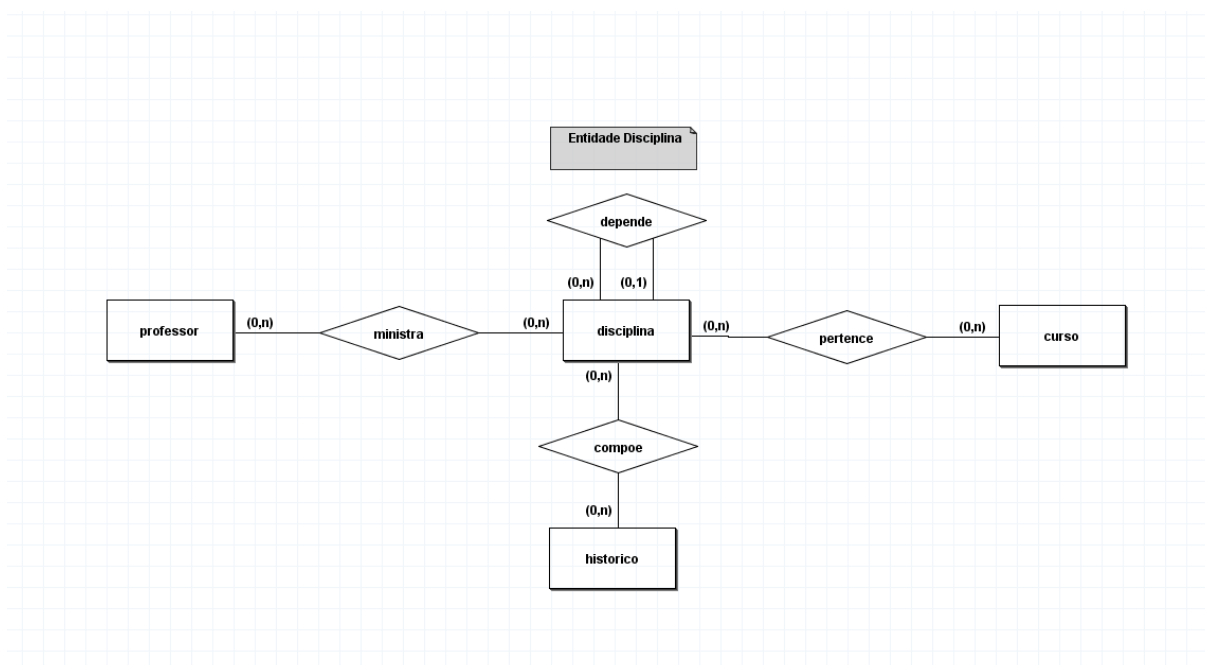 Entidade Disciplina
depende
(0,n) (0,1)
professor (0,n) ministra (0,n) disciplina (0,n) pertence (0,n) curso
(0,n)
compoe
(0,n)
historico